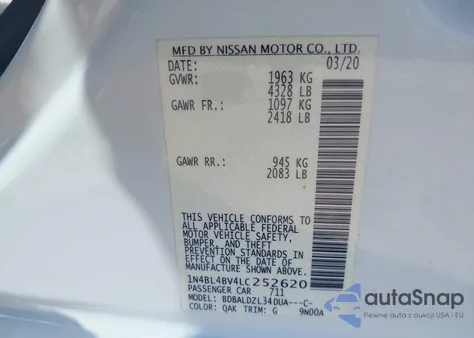 MFD BY NISSAN MOTOR CO., LTD.
DATE: 03/20
GVWR: 1963 KG
4328 LB
GAWR FR.: 1097 KG
2418 LB
GAWR RR.: 945 KG
2083 LB
THIS VEHICLE CONFORMS TO
ALL APPLICABLE FEDERAL
MOTOR VEHICLE SAFETY,
BUMPER, AND THEFT
PREVENTION STANDARDS
IN EFFECT ON THE DATE OF
MANUFACTURE SHOWN ABOVE.
1N4BL4BV4LC252620
PASSENGER CAR 711
MODEL: BDBALDZL34DUA---C-
COLOR: QAK TRIM: G 9N00A
autoSnap
Pewne auto z USA | EU